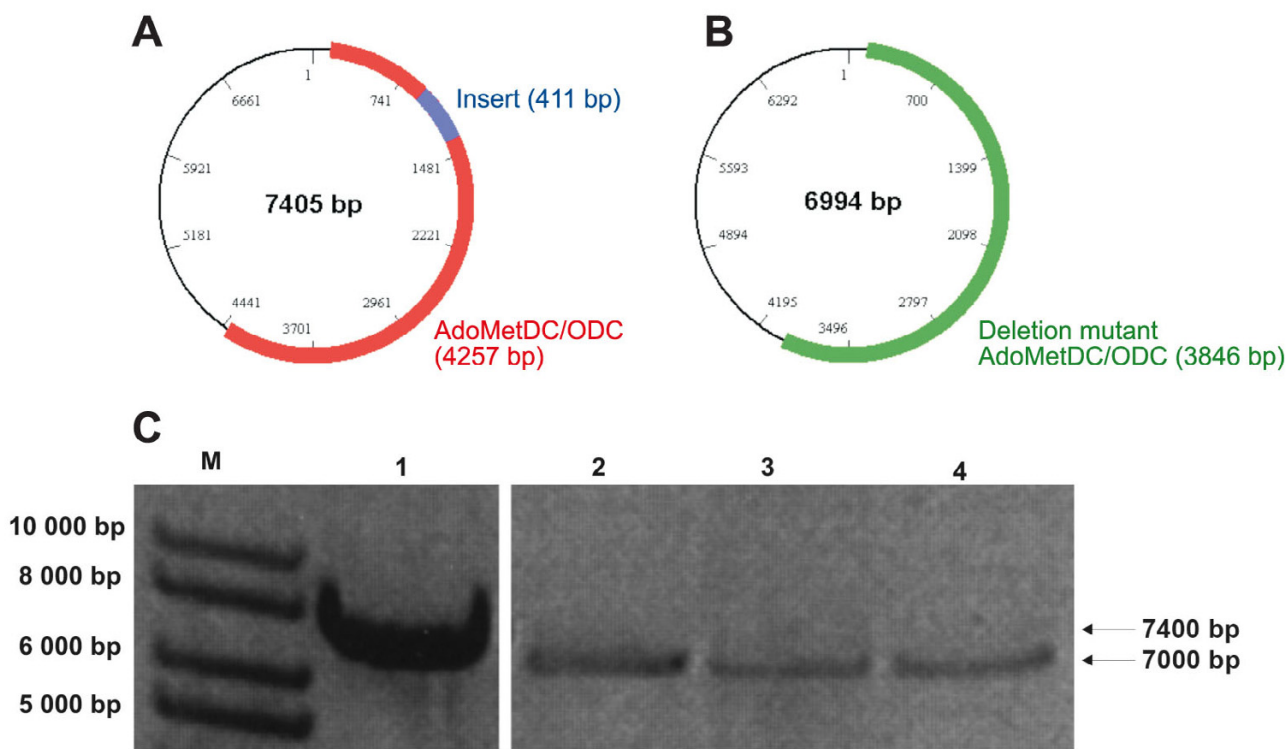 A
1
741
1481
2221
2961
3701
4441
5181
5921
6661
7405 bp
Insert (411 bp)
AdoMetDC/ODC
(4257 bp)
B
1
700
1399
2098
2797
3496
4195
4894
5593
6292
6994 bp
Deletion mutant
AdoMetDC/ODC (3846 bp)
C
M 1 2 3 4
10 000 bp
8 000 bp
6 000 bp
5 000 bp
7400 bp
7000 bp